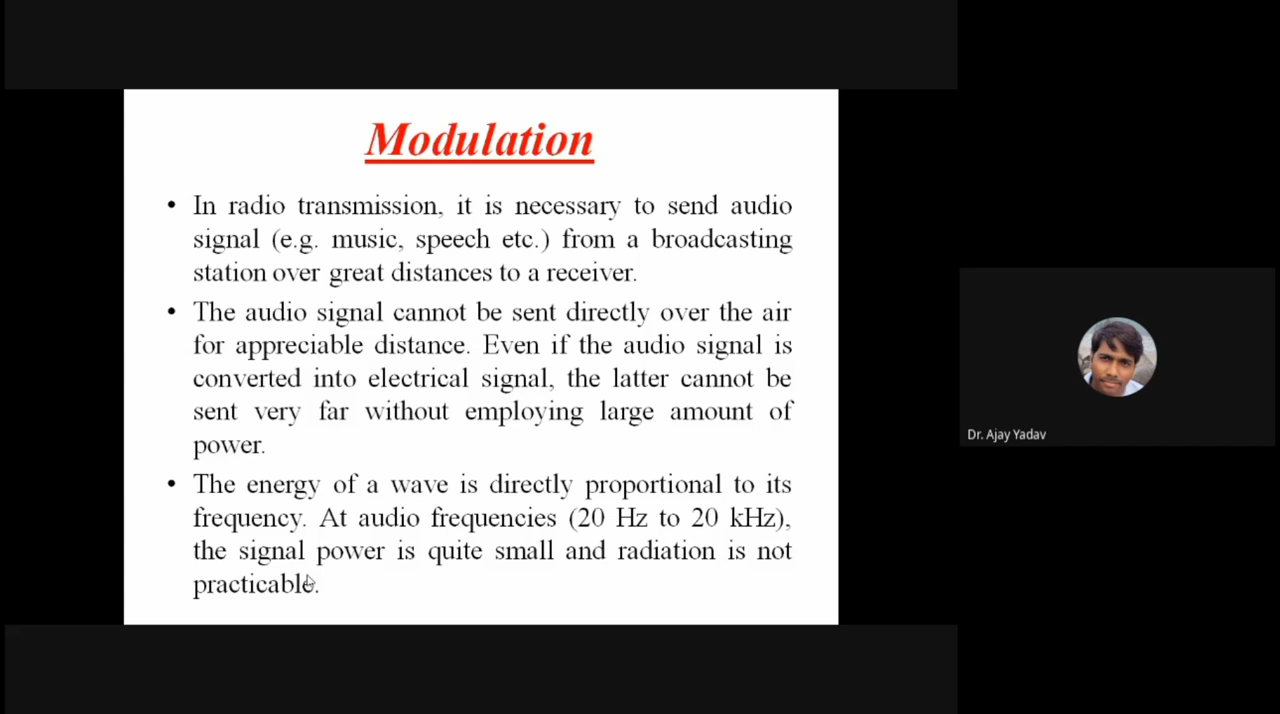 Modulation
• In radio transmission, it is necessary to send audio
signal (e.g. music, speech etc.) from a broadcasting
station over great distances to a receiver.
• The audio signal cannot be sent directly over the air
for appreciable distance. Even if the audio signal is
converted into electrical signal, the latter cannot be
sent very far without employing large amount of
power.
• The energy of a wave is directly proportional to its
frequency. At audio frequencies (20 Hz to 20 kHz),
the signal power is quite small and radiation is not
practicable.
Dr. Ajay Yadav